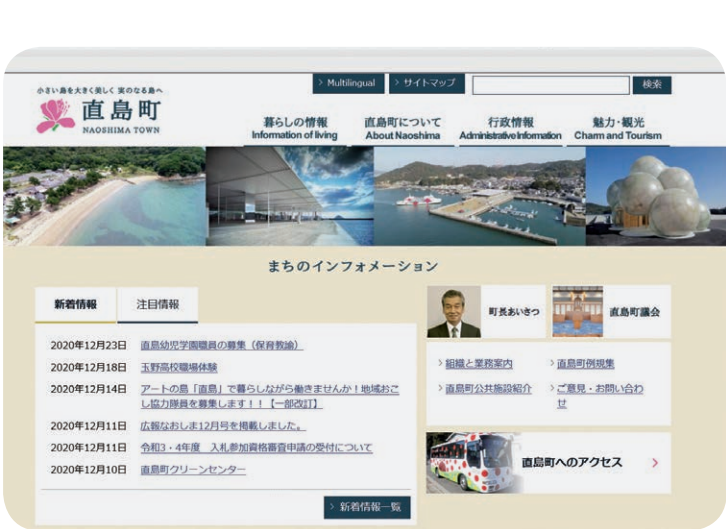 > Multilingual
> サイトマップ
検索
小さい島を大きく美しく 実のなる島へ
直島町
NAOSHIMA TOWN
暮らしの情報
Information of living
直島町について
About Naoshima
行政情報
Administrative Information
魅力・観光
Charm and Tourism
まちのインフォメーション
新着情報
注目情報
2020年12月23日 直島幼児学園職員の募集（保育教諭）
2020年12月18日 玉野高校職場体験
2020年12月14日 アートの島「直島」で暮らしながら働きませんか！地域おこ
し協力隊員を募集します！！【一部改訂】
2020年12月11日 広報なおしま12月号を掲載しました。
2020年12月11日 令和3・4年度 入札参加資格審査申請の受付について
2020年12月10日 直島町クリーンセンター
> 新着情報一覧
町長あいさつ
直島町議会
> 組織と業務案内
> 直島町例規集
> 直島町公共施設紹介
> ご意見・お問い合わ
せ
直島町へのアクセス >